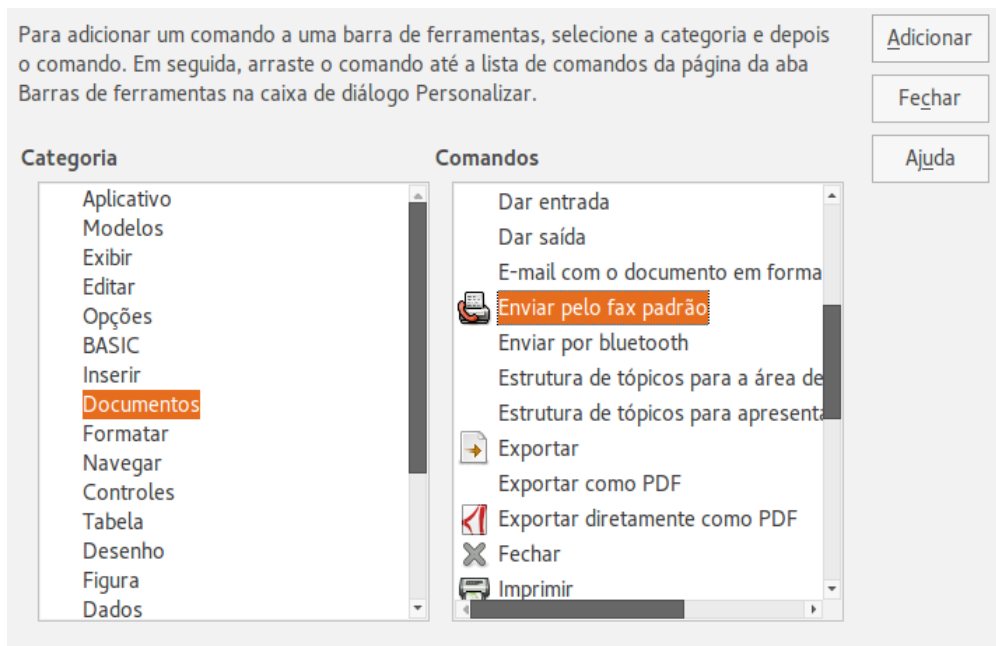 Para adicionar um comando a uma barra de ferramentas, selecione a categoria e depois
o comando. Em seguida, arraste o comando até a lista de comandos da página da aba
Barras de ferramentas na caixa de diálogo Personalizar.
Adicionar
Fechar
Ajuda
Categoria
Aplicativo
Modelos
Exibir
Editar
Opções
BASIC
Inserir
Documentos
Formatar
Navegar
Controles
Tabela
Desenho
Figura
Dados
Comandos
Dar entrada
Dar saída
E-mail com o documento em forma
Enviar pelo fax padrão
Enviar por bluetooth
Estrutura de tópicos para a área de
Estrutura de tópicos para apresenta
Exportar
Exportar como PDF
Exportar diretamente como PDF
Fechar
Imprimir